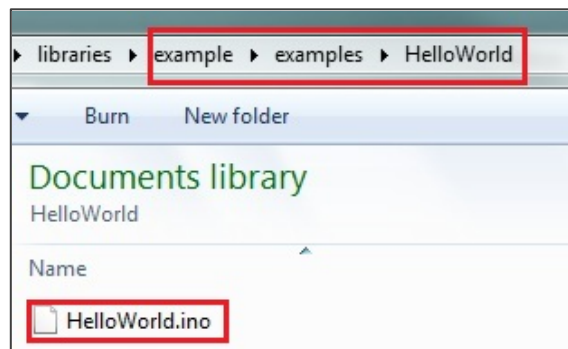 libraries ▸ example ▸ examples ▸ HelloWorld
Burn New folder
Documents library
HelloWorld
Name
HelloWorld.ino